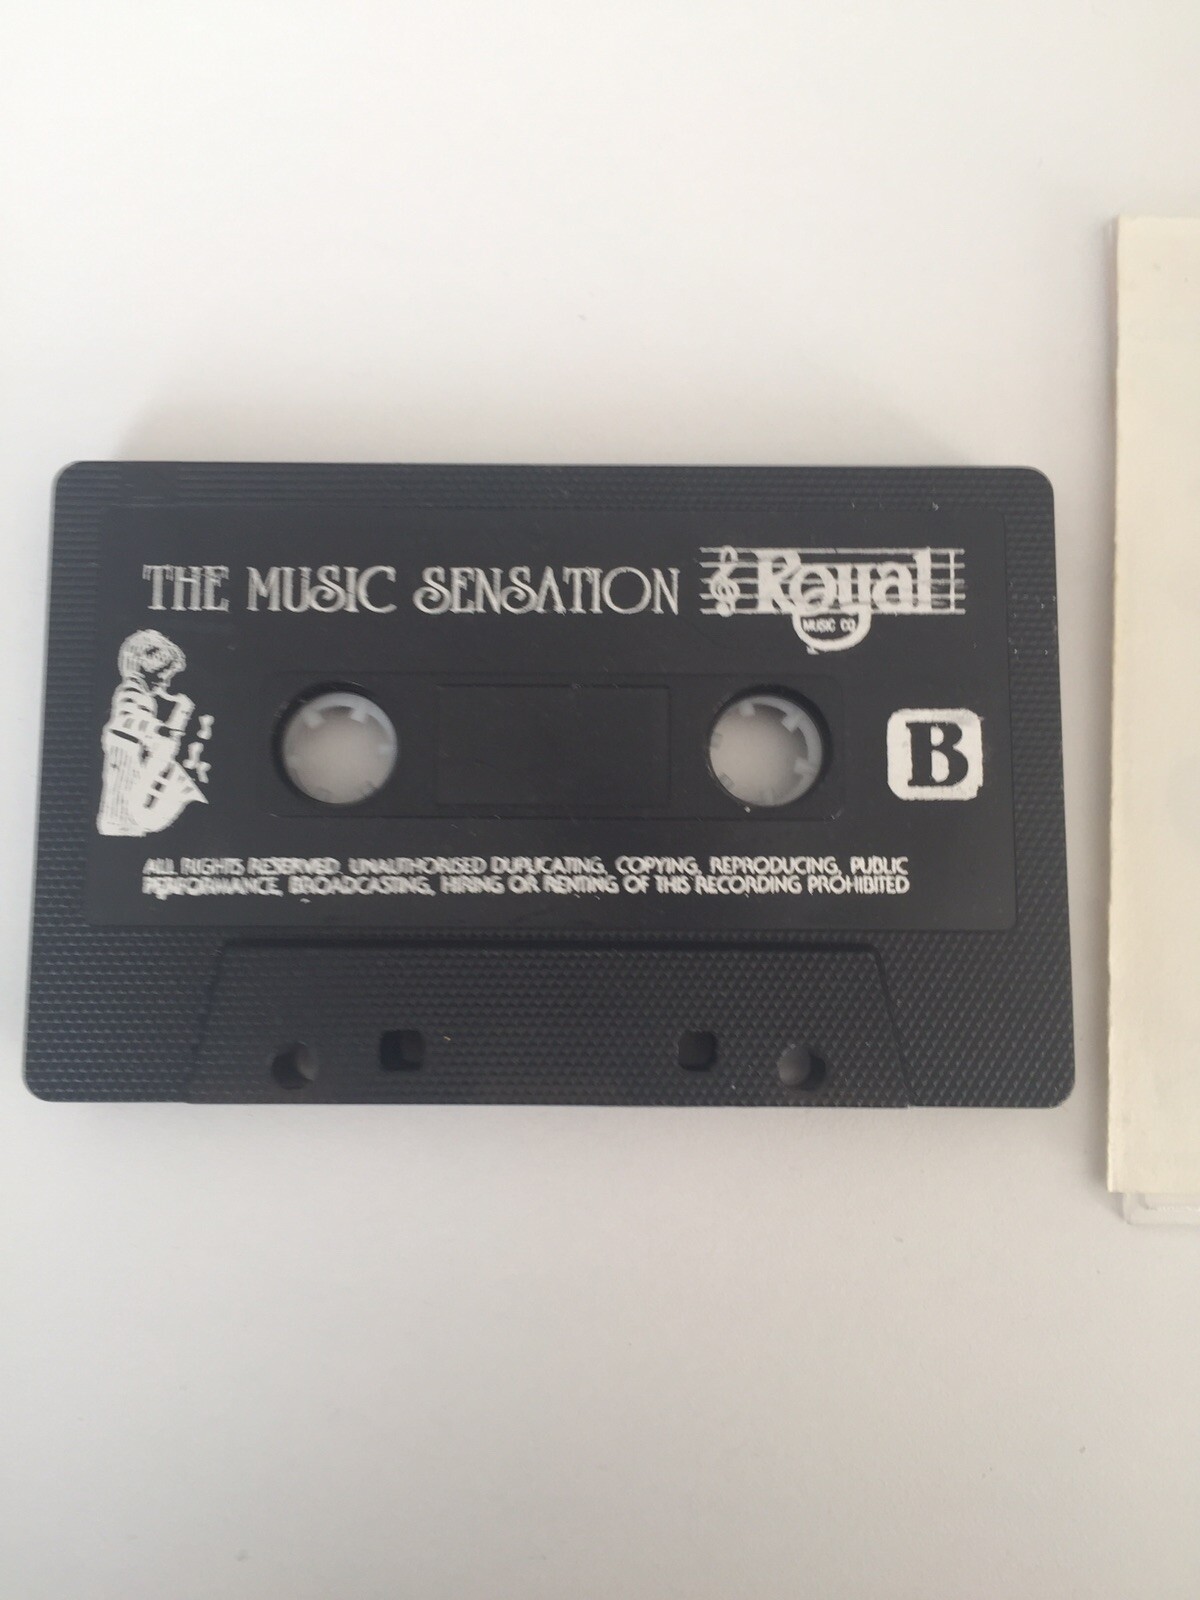 THE MUSIC SENSATION
Royal
MUSIC CO
B
ALL RIGHTS RESERVED. UNAUTHORISED DUPLICATING, COPYING, REPRODUCING, PUBLIC
PERFORMANCE, BROADCASTING, HIRING OR RENTING OF THIS RECORDING PROHIBITED